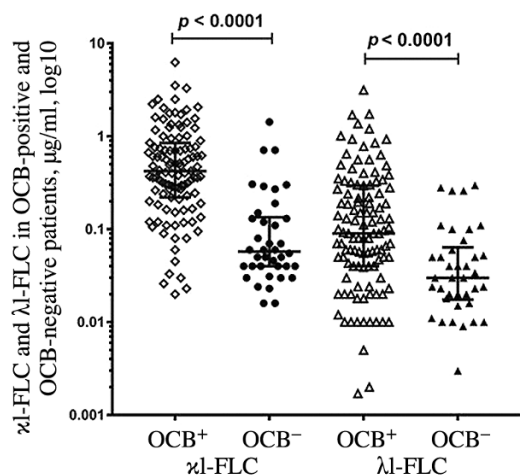 ϰl-FLC and λl-FLC in OCB-positive and
OCB-negative patients, μg/ml, log10
p < 0.0001
p < 0.0001
10
1
0.1
0.01
0.001
OCB⁺ OCB⁻ OCB⁺ OCB⁻
ϰl-FLC λl-FLC